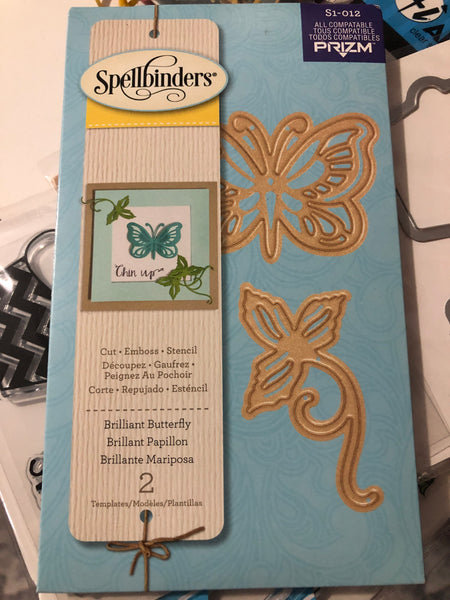 S1-012
ALL COMPATABLE
TOUS COMPATIBLE
TODOS COMPATIBLES
PRIZM™
Spellbinders®
Chin up
Cut • Emboss • Stencil
Découpez • Gaufrez •
Peignez Au Pochoir
Corte • Repujado • Esténcil
Brilliant Butterfly
Brillant Papillon
Brillante Mariposa
2
Templates/Modèles/Plantillas